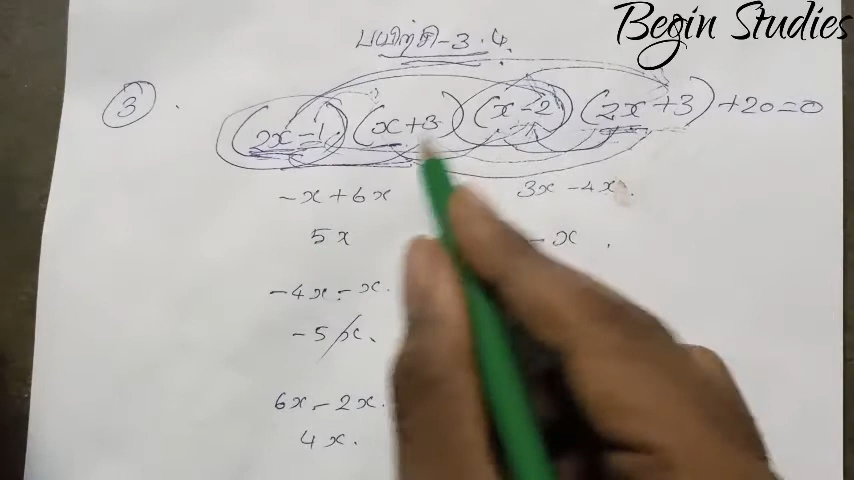 Begin Studies
பயிற்சி - 3.4
3 . (2x-1) (x+3) (x-2) (2x+3) +20=0
-x+6x 3x-4x.
5x -x .
-4x-x.
-5x.
6x-2x.
4x.